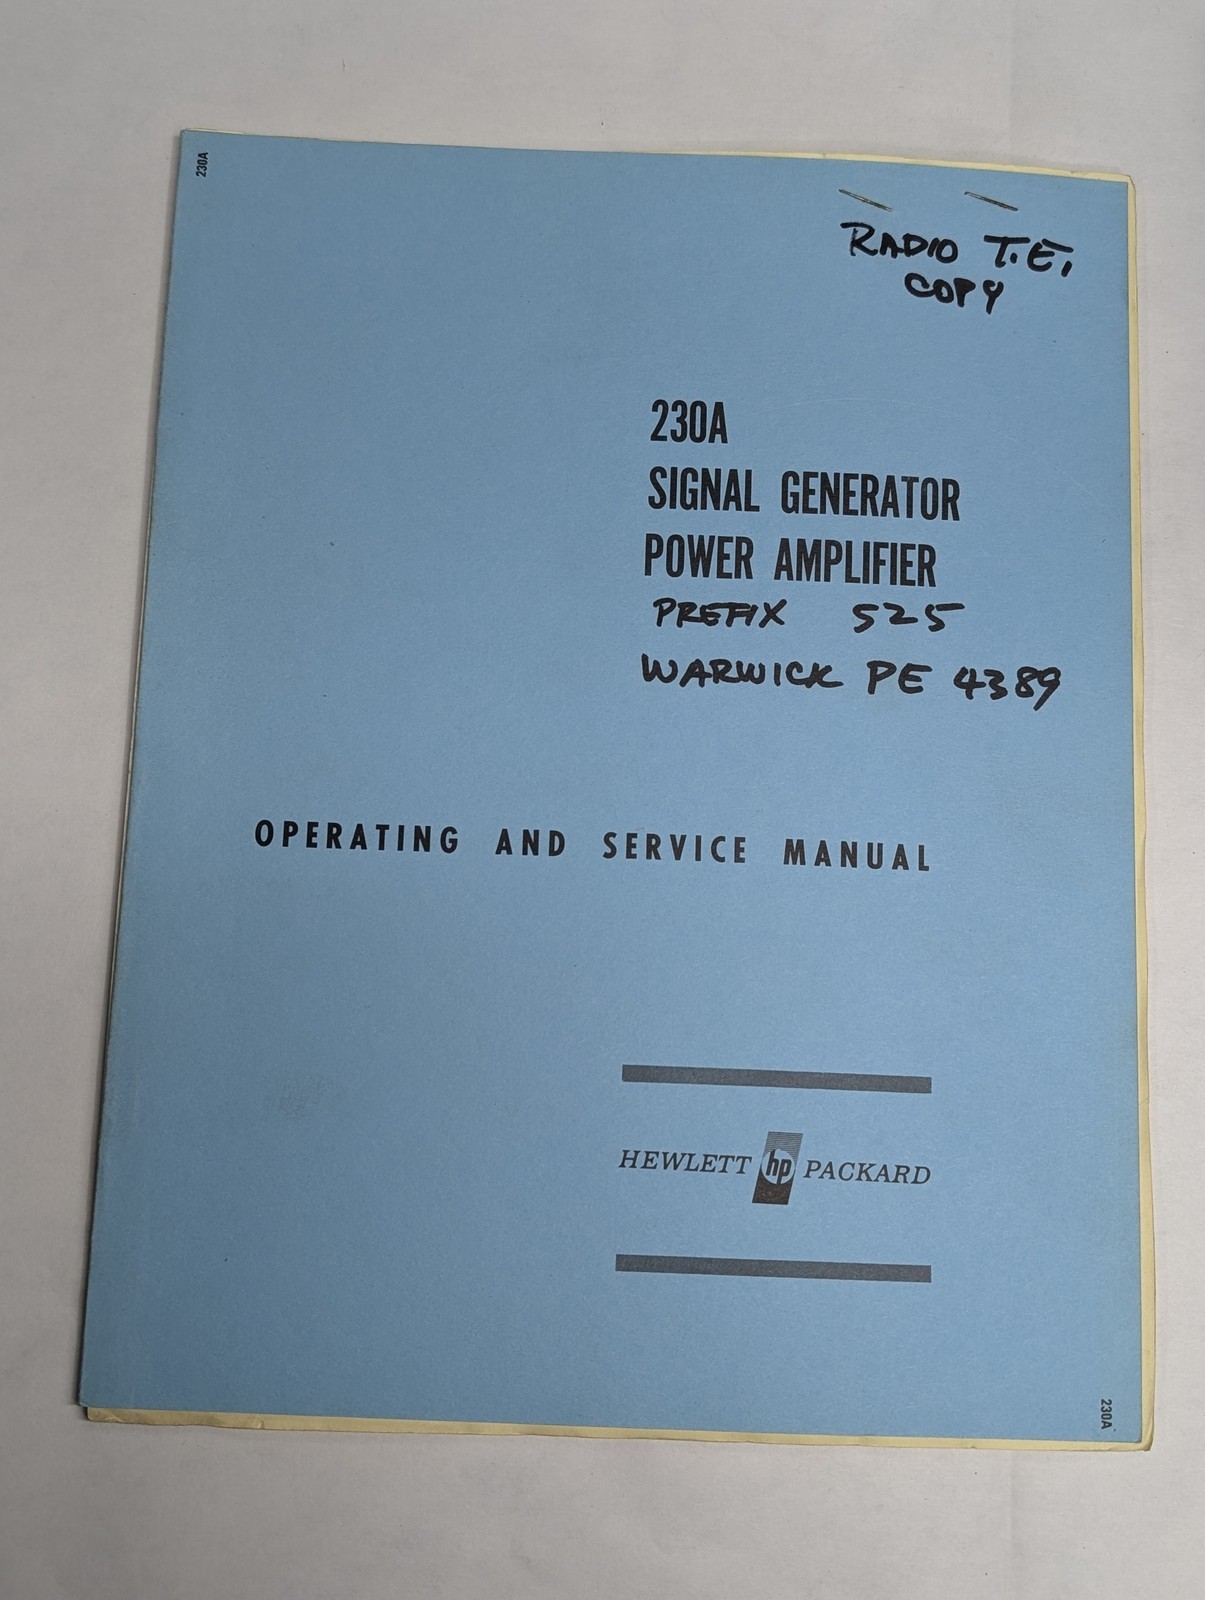 230A
RADIO T.E.
COPY
230A
SIGNAL GENERATOR
POWER AMPLIFIER
PREFIX 525
WARWICK PE 4389
OPERATING AND SERVICE MANUAL
HEWLETT hp PACKARD
230A